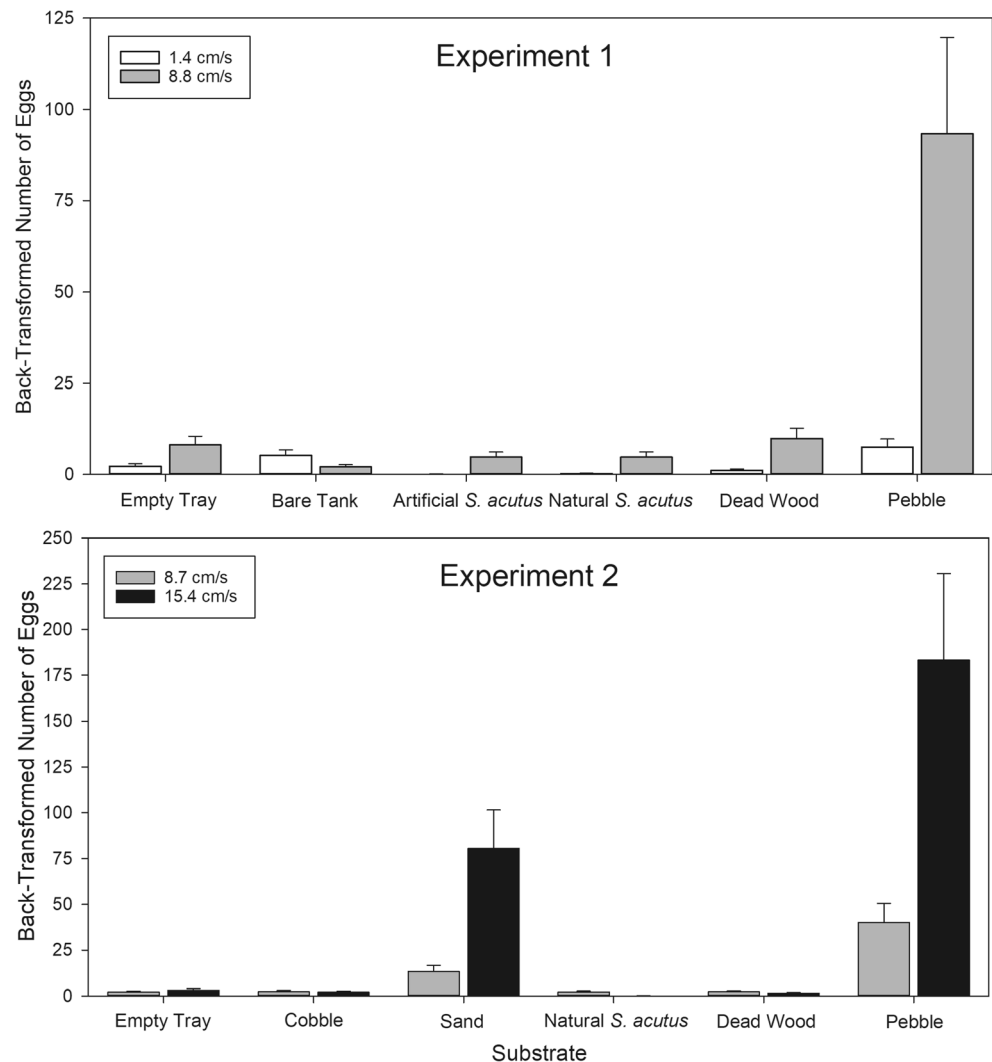 Experiment 1
1.4 cm/s
8.8 cm/s
Back-Transformed Number of Eggs
125
100
75
50
25
0
Empty Tray Bare Tank Artificial S. acutus Natural S. acutus Dead Wood Pebble
Experiment 2
8.7 cm/s
15.4 cm/s
Back-Transformed Number of Eggs
250
225
200
175
150
125
100
75
50
25
0
Empty Tray Cobble Sand Natural S. acutus Dead Wood Pebble
Substrate